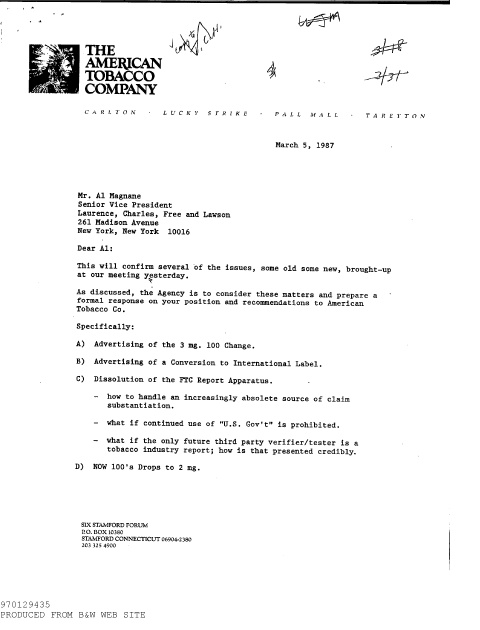 THE
AMERICAN
TOBACCO
COMPANY
3/18
3/31
CARLTON · LUCKY STRIKE · PALL MALL · TAREYTON
March 5, 1987
Mr. Al Magnane
Senior Vice President
Laurence, Charles, Free and Lawson
261 Madison Avenue
New York, New York 10016
Dear Al:
This will confirm several of the issues, some old some new, brought-up
at our meeting yesterday.
As discussed, the Agency is to consider these matters and prepare a
formal response on your position and recommendations to American
Tobacco Co.
Specifically:
A) Advertising of the 3 mg. 100 Change.
B) Advertising of a Conversion to International Label.
C) Dissolution of the FTC Report Apparatus.
- how to handle an increasingly absolete source of claim
substantiation.
- what if continued use of "U.S. Gov't" is prohibited.
- what if the only future third party verifier/tester is a
tobacco industry report; how is that presented credibly.
D) NOW 100's Drops to 2 mg.
SIX STAMFORD FORUM
P.O. BOX 10380
STAMFORD CONNECTICUT 06904-2380
203 325 4900
970129435
PRODUCED FROM B&W WEB SITE